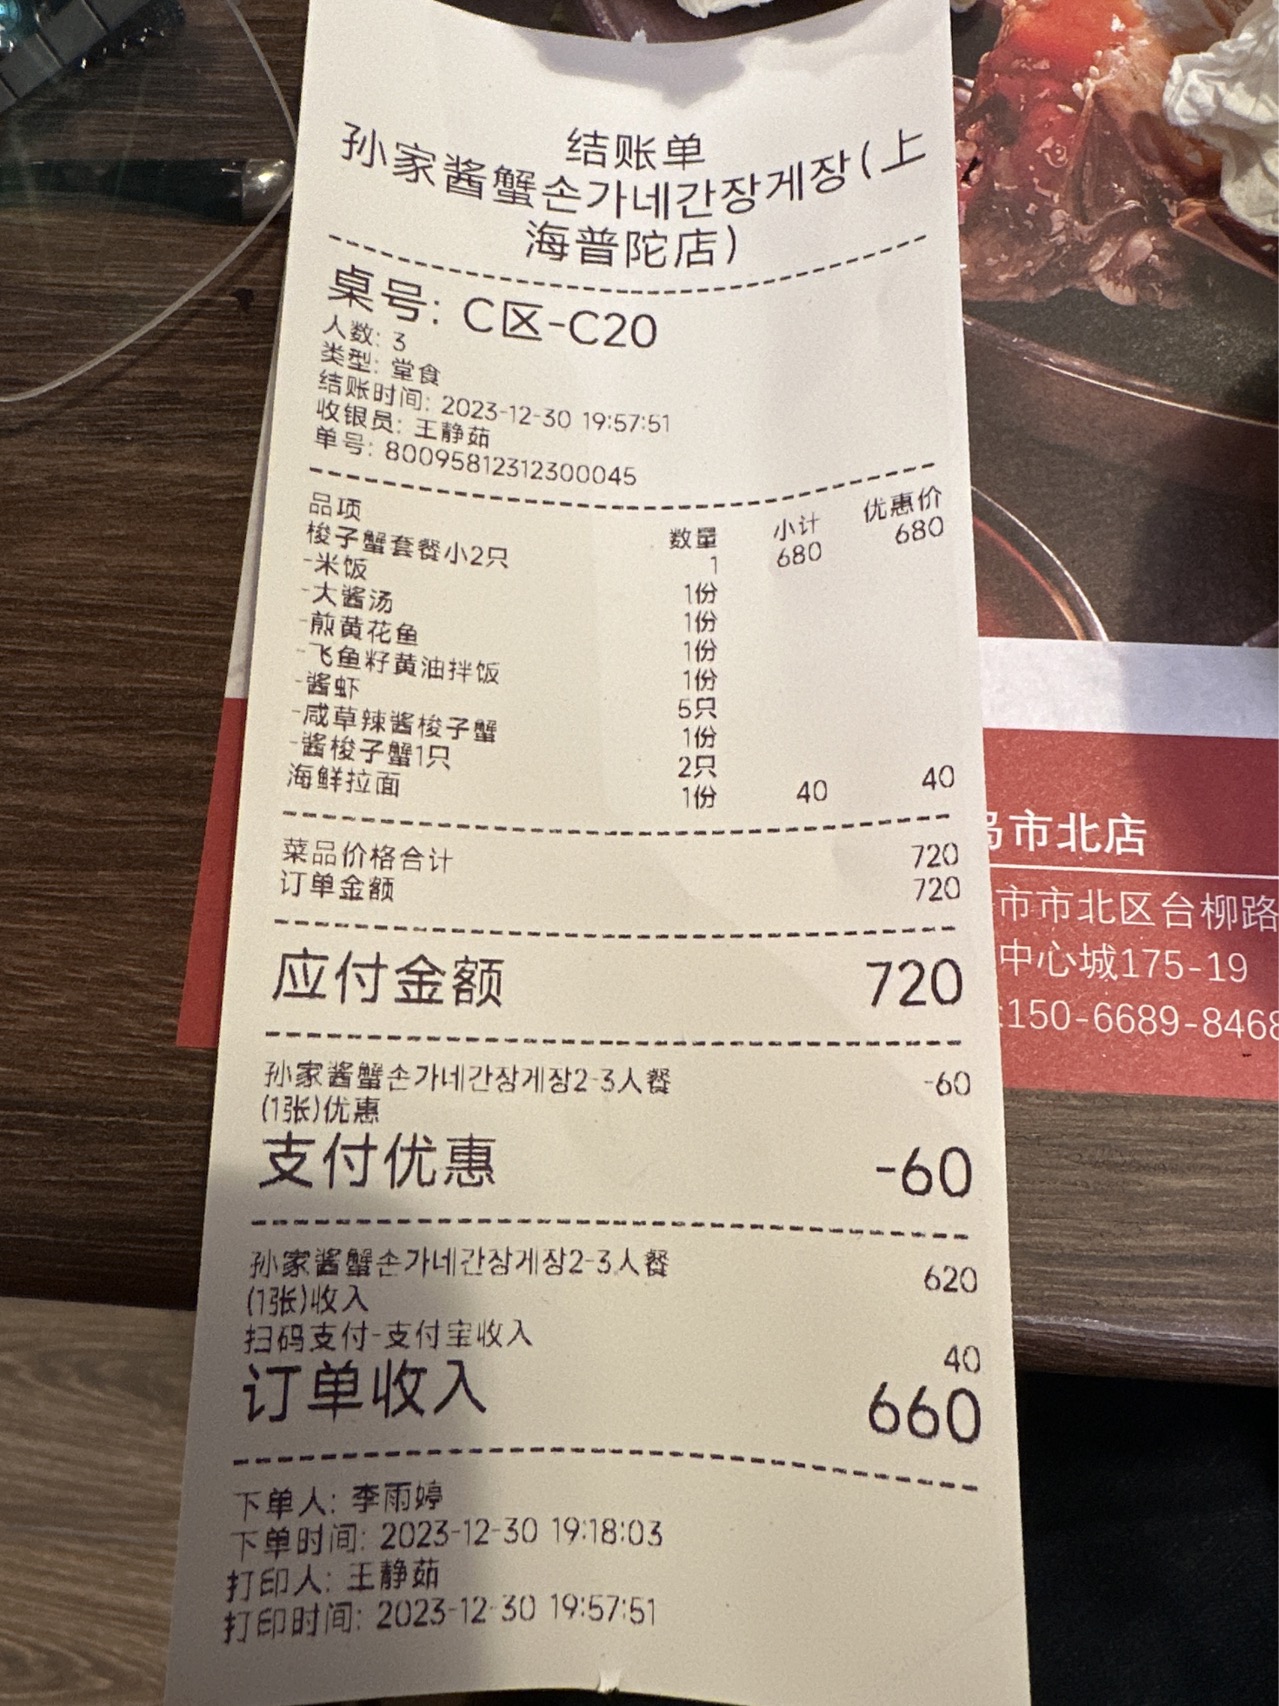 结账单
孙家酱蟹손가네간장게장(上
海普陀店)
桌号: C区-C20
人数: 3
类型: 堂食
结账时间: 2023-12-30 19:57:51
收银员: 王静茹
单号: 80095812312300045
品项 数量 小计 优惠价
梭子蟹套餐小2只 1 680 680
-米饭 1份
-大酱汤 1份
-煎黄花鱼 1份
-飞鱼籽黄油拌饭 1份
-酱虾 5只
-咸草辣酱梭子蟹 1份
-酱梭子蟹1只 2只
海鲜拉面 1份 40 40
菜品价格合计 720
订单金额 720
应付金额 720
孙家酱蟹손가네간장게장2-3人餐 -60
(1张)优惠
支付优惠 -60
孙家酱蟹손가네간장게장2-3人餐 620
(1张)收入
扫码支付-支付宝收入 40
订单收入 660
下单人: 李雨婷
下单时间: 2023-12-30 19:18:03
打印人: 王静茹
打印时间: 2023-12-30 19:57:51
岛市北店
市市北区台柳路
中心城175-19
:150-6689-8468